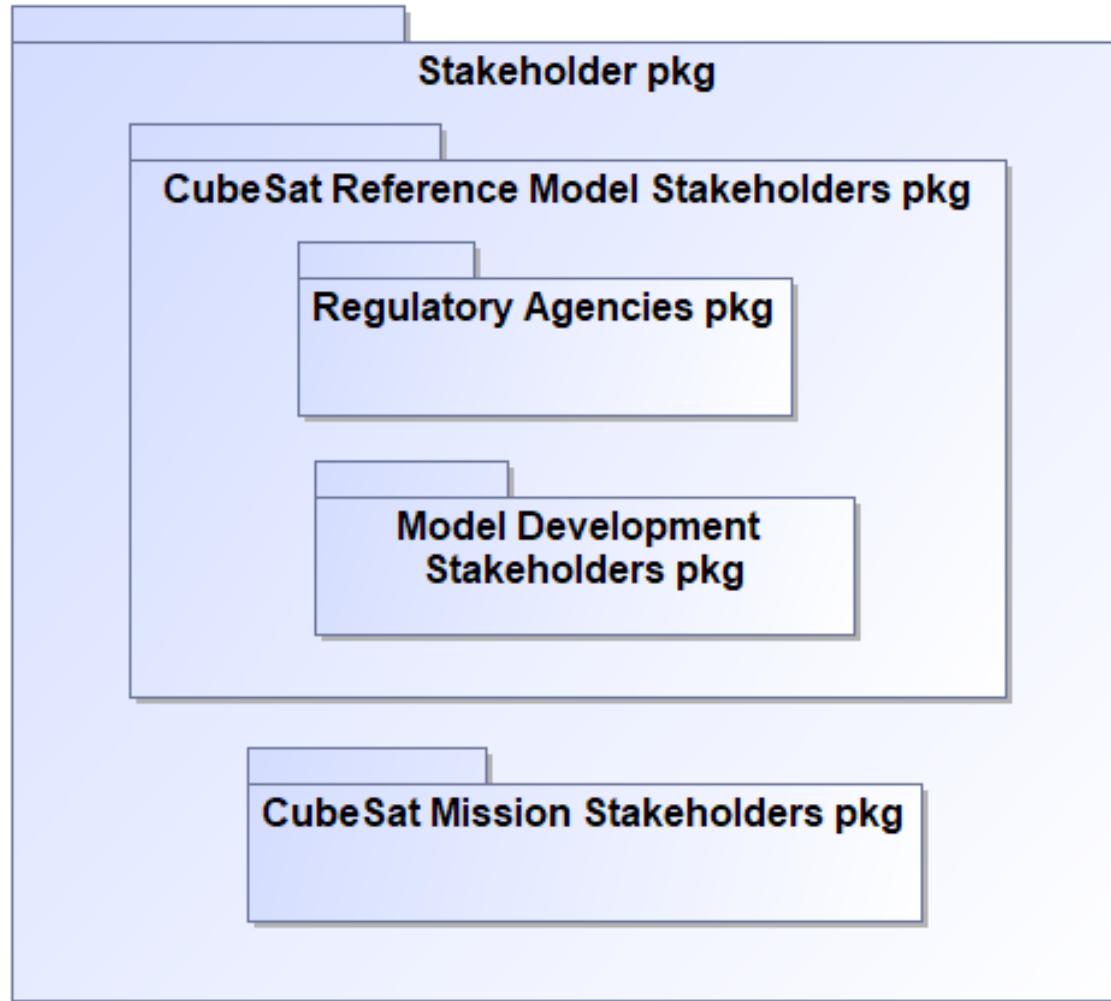 Stakeholder pkg
CubeSat Reference Model Stakeholders pkg
Regulatory Agencies pkg
Model Development
Stakeholders pkg
CubeSat Mission Stakeholders pkg